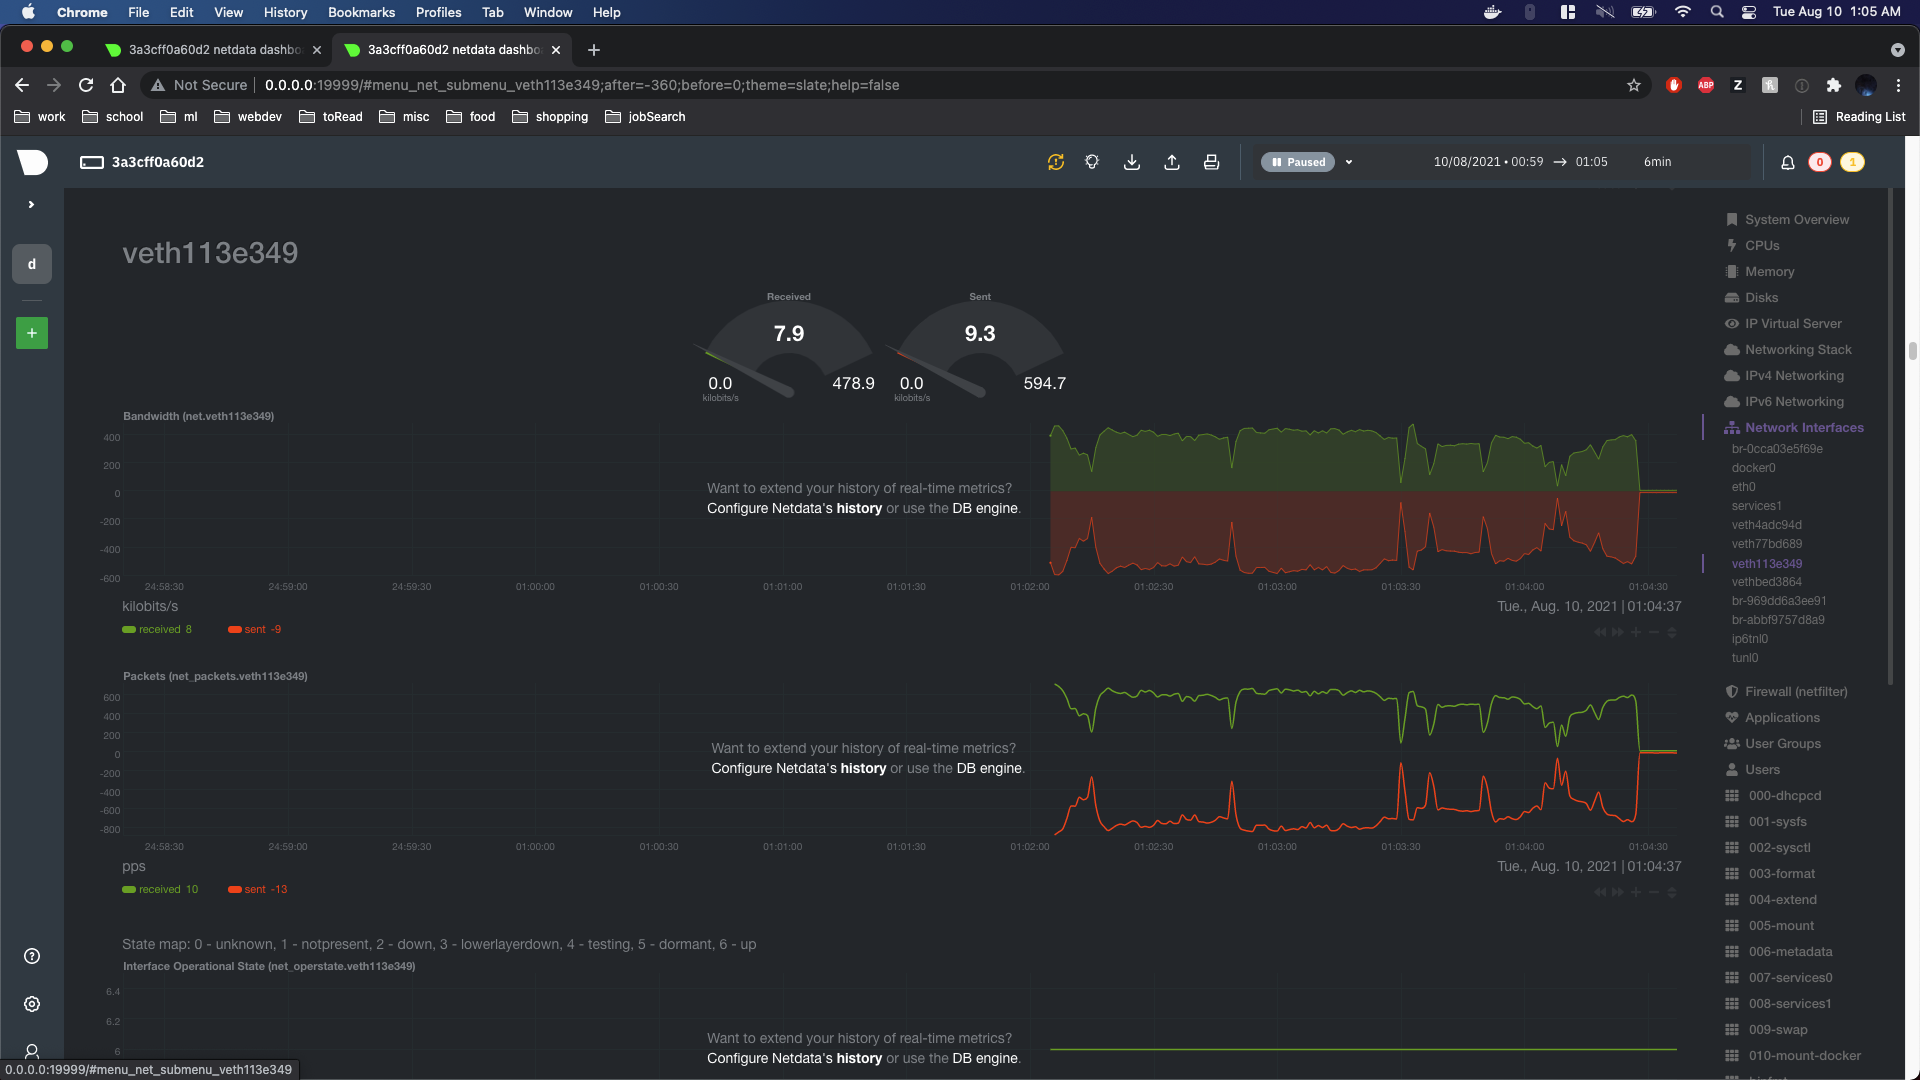 Chrome File Edit View History Bookmarks Profiles Tab Window Help Tue Aug 10 1:05 AM
3a3cff0a60d2 netdata dashbo 3a3cff0a60d2 netdata dashbo
Not Secure 0.0.0.0:19999/#menu_net_submenu_veth113e349;after=-360;before=0;theme=slate;help=false ABP Z
work school ml webdev toRead misc food shopping jobSearch Reading List
3a3cff0a60d2 Paused 10/08/2021 • 00:59 → 01:05 6min 0 1
d
+
veth113e349
Received Sent
7.9 9.3
0.0 478.9 0.0 594.7
kilobits/s kilobits/s
Bandwidth (net.veth113e349)
400
200
0
-200
-400
-600
Want to extend your history of real-time metrics?
Configure Netdata's history or use the DB engine.
24:58:30 24:59:00 24:59:30 01:00:00 01:00:30 01:01:00 01:01:30 01:02:00 01:02:30 01:03:00 01:03:30 01:04:00 01:04:30
kilobits/s Tue., Aug. 10, 2021 | 01:04:37
received 8 sent -9
Packets (net_packets.veth113e349)
600
400
200
0
-200
-400
-600
-800
Want to extend your history of real-time metrics?
Configure Netdata's history or use the DB engine.
24:58:30 24:59:00 24:59:30 01:00:00 01:00:30 01:01:00 01:01:30 01:02:00 01:02:30 01:03:00 01:03:30 01:04:00 01:04:30
pps Tue., Aug. 10, 2021 | 01:04:37
received 10 sent -13
State map: 0 - unknown, 1 - notpresent, 2 - down, 3 - lowerlayerdown, 4 - testing, 5 - dormant, 6 - up
Interface Operational State (net_operstate.veth113e349)
6.4
6.2
6
Want to extend your history of real-time metrics?
Configure Netdata's history or use the DB engine.
System Overview
CPUs
Memory
Disks
IP Virtual Server
Networking Stack
IPv4 Networking
IPv6 Networking
Network Interfaces
br-0cca03e5f69e
docker0
eth0
services1
veth4adc94d
veth77bd689
veth113e349
vethbed3864
br-969dd6a3ee91
br-abbf9757d8a9
ip6tnl0
tunl0
Firewall (netfilter)
Applications
User Groups
Users
000-dhcpcd
001-sysfs
002-sysctl
003-format
004-extend
005-mount
006-metadata
007-services0
008-services1
009-swap
010-mount-docker
0.0.0.0:19999/#menu_net_submenu_veth113e349